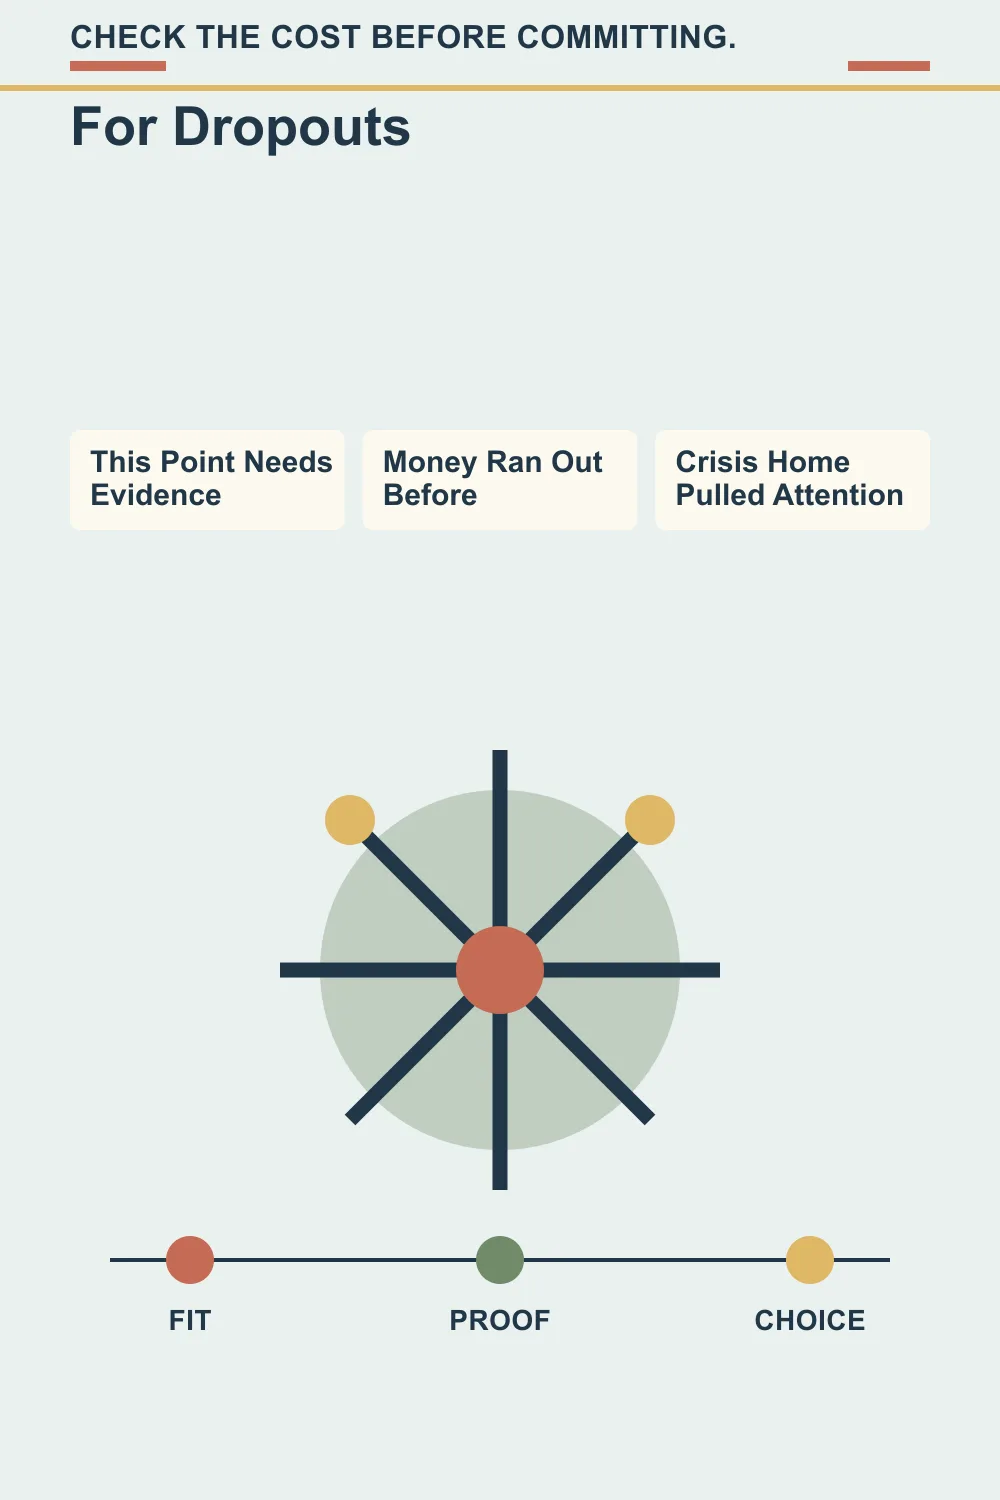 CHECK THE COST BEFORE COMMITTING.
For Dropouts
This Point Needs
Evidence
Money Ran Out
Before
Crisis Home
Pulled Attention
FIT
PROOF
CHOICE